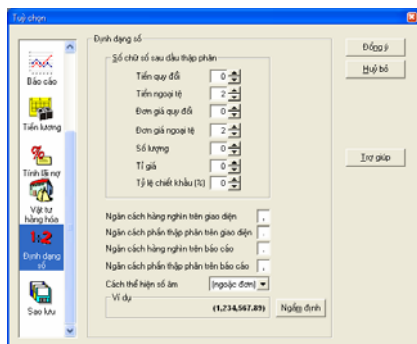 Tuỳ chọn
Báo cáo
Tiền lương
Tính lãi nợ
Vật tư
hàng hóa
1:2
Định dạng
số
Sao lưu
Định dạng số
Số chữ số sau dấu thập phân
Tiền quy đổi 0
Tiền ngoại tệ 2
Đơn giá quy đổi 0
Đơn giá ngoại tệ 2
Số lượng 0
Tỉ giá 0
Tỷ lệ chiết khấu (%) 0
Ngăn cách hàng nghìn trên giao diện ,
Ngăn cách phần thập phân trên giao diện .
Ngăn cách hàng nghìn trên báo cáo .
Ngăn cách phần thập phân trên báo cáo ,
Cách thể hiện số âm (ngoặc đơn)
Ví dụ
(1,234,567.89)
Ngầm định
Đồng ý
Huỷ bỏ
Trợ giúp